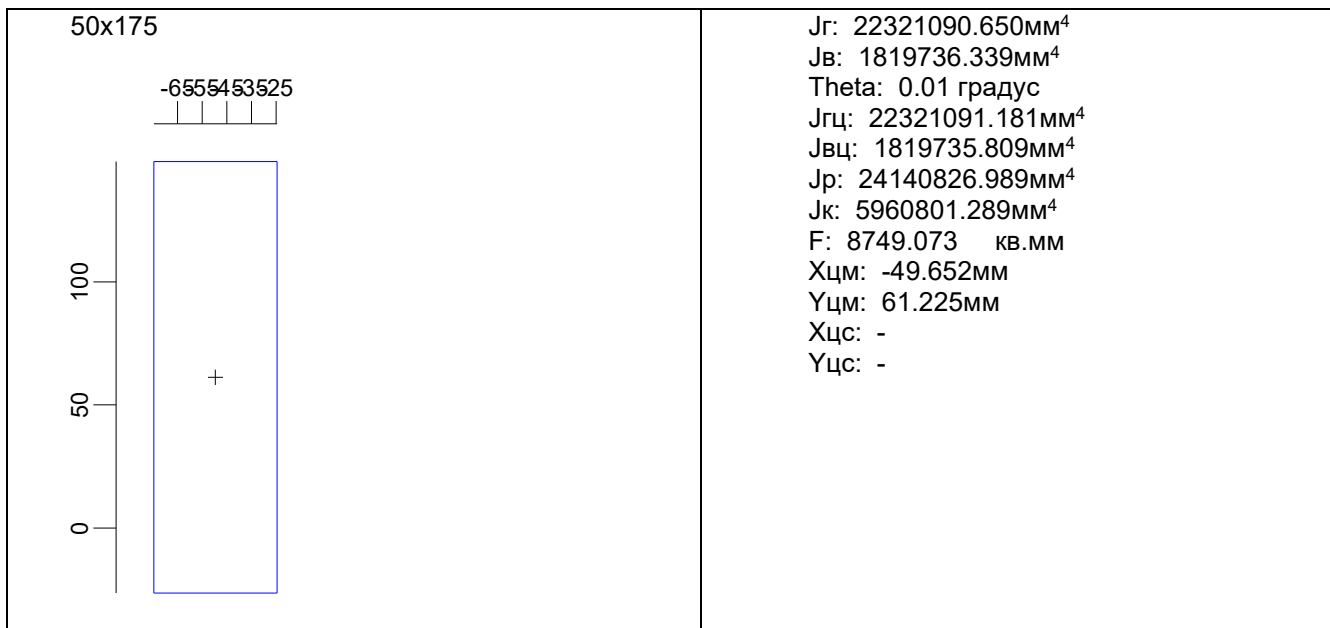 50x175
-65-55-45-35-25
100
50
0
Jг: 22321090.650мм⁴
Jв: 1819736.339мм⁴
Theta: 0.01 градус
Jгц: 22321091.181мм⁴
Jвц: 1819735.809мм⁴
Jр: 24140826.989мм⁴
Jк: 5960801.289мм⁴
F: 8749.073 кв.мм
Xцм: -49.652мм
Yцм: 61.225мм
Xцс: -
Yцс: -